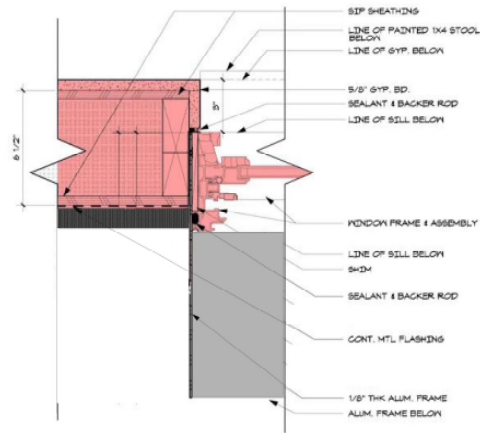 SIP SHEATHING
LINE OF PAINTED 1X4 STOOL
BELOW
LINE OF GYP. BELOW
5/8" GYP. BD.
SEALANT & BACKER ROD
LINE OF SILL BELOW
3"
6 1/2"
WINDOW FRAME & ASSEMBLY
LINE OF SILL BELOW
SHIM
SEALANT & BACKER ROD
CONT. MTL FLASHING
1/8" THK ALUM. FRAME
ALUM. FRAME BELOW